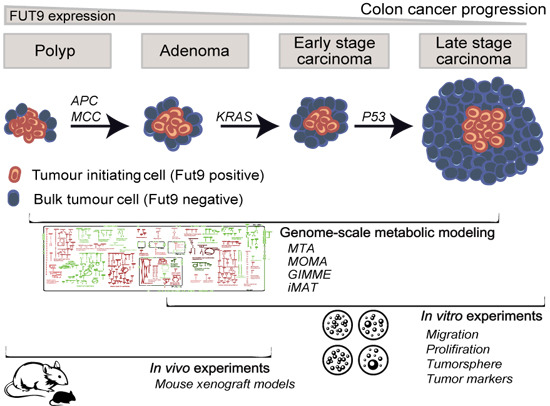 Colon cancer progression
FUT9 expression
Polyp
Adenoma
Early stage
carcinoma
Late stage
carcinoma
APC
MCC
KRAS
P53
Tumour initiating cell (Fut9 positive)
Bulk tumour cell (Fut9 negative)
Genome-scale metabolic modeling
MTA
MOMA
GIMME
iMAT
In vitro experiments
Migration
Prolifiration
Tumorsphere
Tumor markers
In vivo experiments
Mouse xenograft models